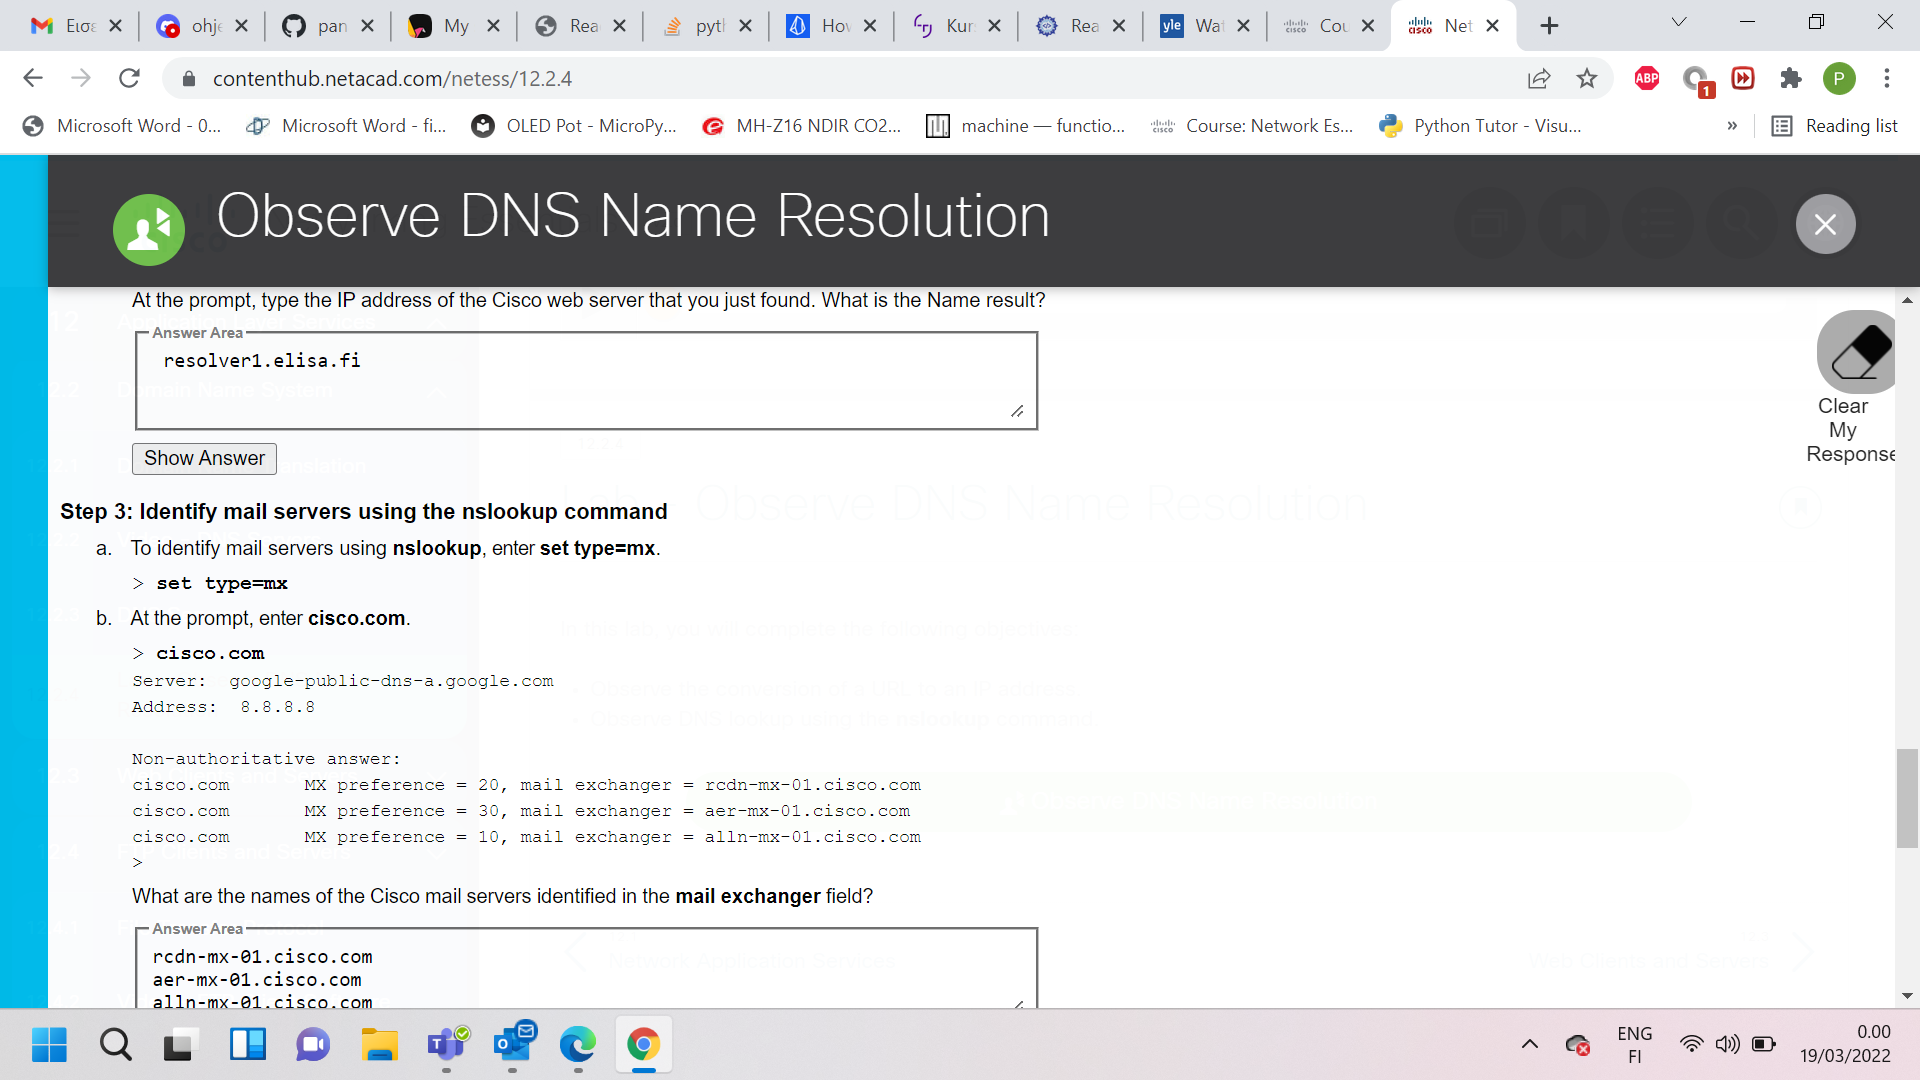 Εισε
ohje
pan
My
Rea
pyth
Hov
Kur
Rea
yle
Wat
Cou
Net
contenthub.netacad.com/netess/12.2.4
ABP
1
P
Microsoft Word - 0...
Microsoft Word - fi...
OLED Pot - MicroPy...
MH-Z16 NDIR CO2...
machine — functio...
Course: Network Es...
Python Tutor - Visu...
»
Reading list
Observe DNS Name Resolution
At the prompt, type the IP address of the Cisco web server that you just found. What is the Name result?
Answer Area
resolver1.elisa.fi
Clear
My
Response
Show Answer
Observe DNS Name Resolution
Step 3: Identify mail servers using the nslookup command
a. To identify mail servers using nslookup, enter set type=mx.
> set type=mx
b. At the prompt, enter cisco.com.
> cisco.com
Server: google-public-dns-a.google.com
Address: 8.8.8.8
Non-authoritative answer:
cisco.com MX preference = 20, mail exchanger = rcdn-mx-01.cisco.com
cisco.com MX preference = 30, mail exchanger = aer-mx-01.cisco.com
cisco.com MX preference = 10, mail exchanger = alln-mx-01.cisco.com
>
What are the names of the Cisco mail servers identified in the mail exchanger field?
Answer Area
rcdn-mx-01.cisco.com
aer-mx-01.cisco.com
alln-mx-01.cisco.com
ENG
FI
0.00
19/03/2022